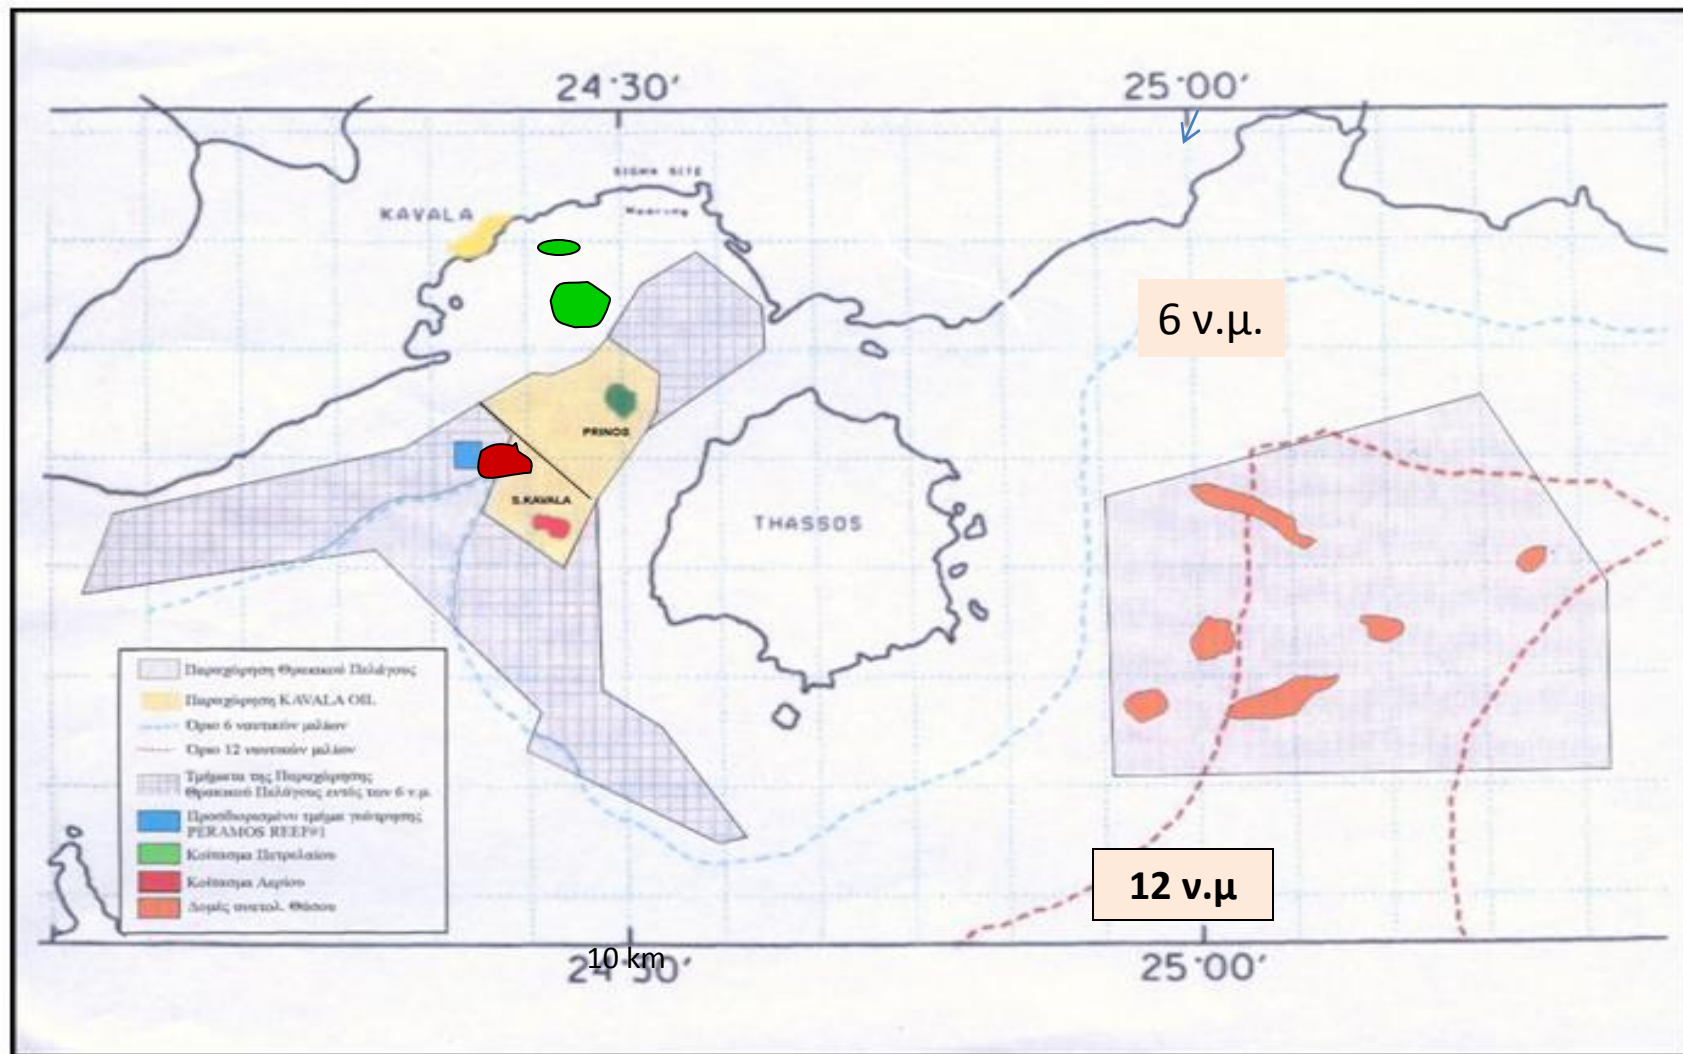 24°30′
25°00′
SIGMA SITE
KAVALA
6 ν.μ.
PRINOS
S.KAVALA
THASSOS
Παραχώρηση Θρακικού Πελάγους
Παραχώρηση KAVALA OIL
Όριο 6 ναυτικών μιλίων
Όριο 12 ναυτικών μιλίων
Τμήματα της Παραχώρησης
Θρακικού Πελάγους εντός των 6 ν.μ.
Προσδιορισμένο τμήμα γεώτρησης
PERAMOS REEF#1
Κοίτασμα Πετρελαίου
Κοίτασμα Αερίου
Δομές ανατολ. Θάσου
12 ν.μ
10 km
24°30′
25°00′